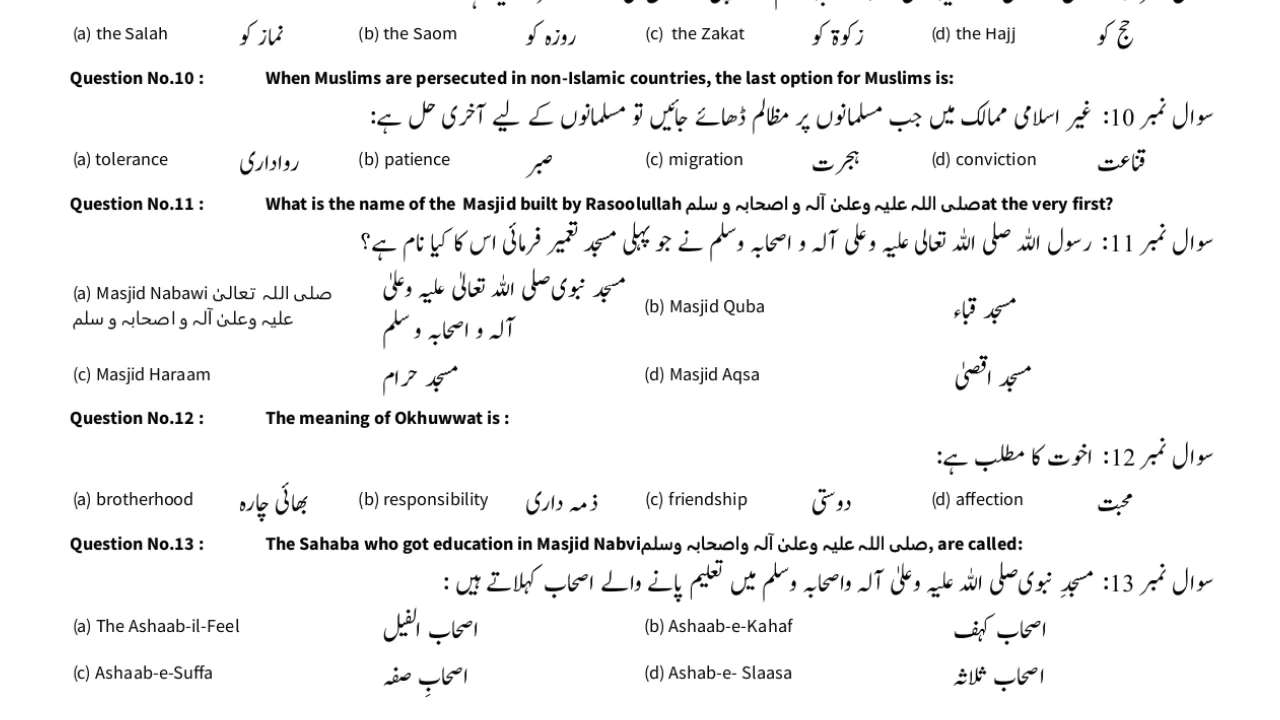 (a) the Salah نماز کو (b) the Saom روزہ کو (c) the Zakat زکوۃ کو (d) the Hajj حج کو
Question No.10 : When Muslims are persecuted in non-Islamic countries, the last option for Muslims is:
سوال نمبر 10: غیر اسلامی ممالک میں جب مسلمانوں پر مظالم ڈھائے جائیں تو مسلمانوں کے لیے آخری حل ہے:
(a) tolerance رواداری (b) patience صبر (c) migration ہجرت (d) conviction قناعت
Question No.11 : What is the name of the Masjid built by Rasoolullah صلی اللہ علیہ وعلیٰ آلہ و اصحابہ و سلم at the very first?
سوال نمبر 11: رسول اللہ صلی اللہ تعالی علیہ وعلی آلہ و اصحابہ وسلم نے جو پہلی مسجد تعمیر فرمائی اس کا کیا نام ہے؟
(a) Masjid Nabawi صلی اللہ تعالیٰ علیہ وعلیٰ آلہ و اصحابہ و سلم مسجد نبوی صلی اللہ تعالیٰ علیہ وعلیٰ آلہ و اصحابہ و سلم (b) Masjid Quba مسجد قباء
(c) Masjid Haraam مسجد حرام (d) Masjid Aqsa مسجد اقصیٰ
Question No.12 : The meaning of Okhuwwat is :
سوال نمبر 12: اخوت کا مطلب ہے:
(a) brotherhood بھائی چارہ (b) responsibility ذمہ داری (c) friendship دوستی (d) affection محبت
Question No.13 : The Sahaba who got education in Masjid Nabvi صلی اللہ علیہ وعلیٰ آلہ واصحابہ وسلم, are called:
سوال نمبر 13: مسجدِ نبوی صلی اللہ علیہ وعلیٰ آلہ واصحابہ وسلم میں تعلیم پانے والے اصحاب کہلاتے ہیں :
(a) The Ashaab-il-Feel اصحاب الفیل (b) Ashaab-e-Kahaf اصحاب کہف
(c) Ashaab-e-Suffa اصحابِ صفہ (d) Ashab-e- Slaasa اصحاب ثلاثہ